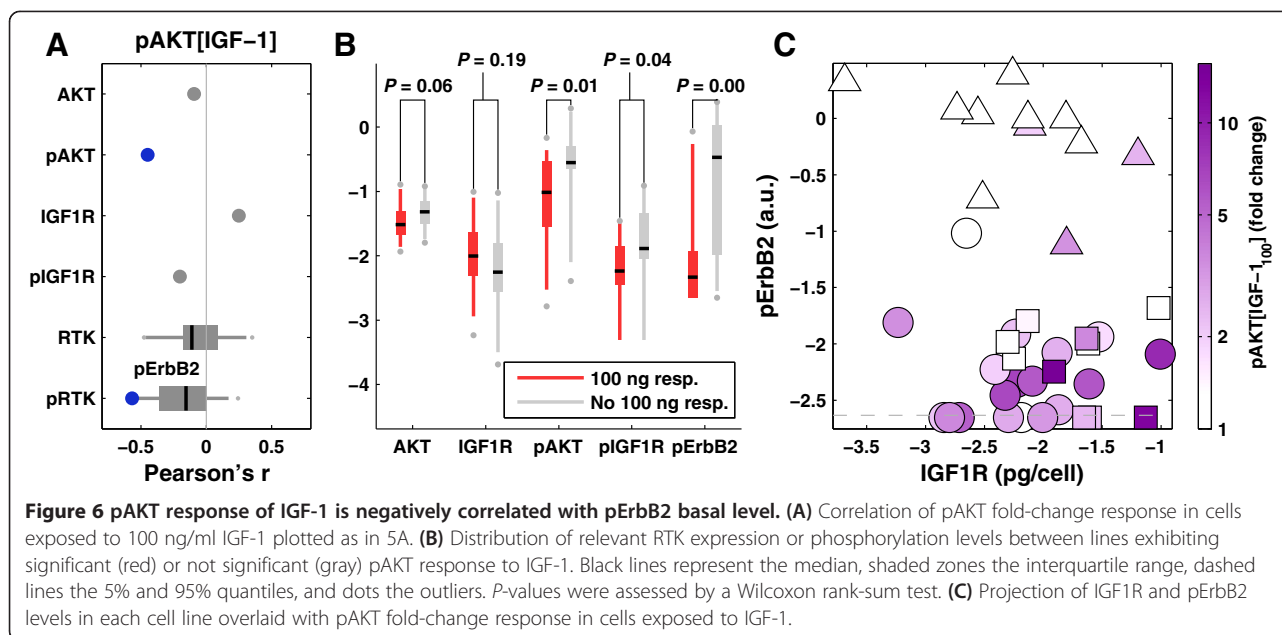 A
pAKT[IGF-1]
AKT
pAKT
IGF1R
pIGF1R
RTK
pErbB2
pRTK
−0.5 0 0.5
Pearson's r
B
P = 0.06
P = 0.19
P = 0.01
P = 0.04
P = 0.00
0
−1
−2
−3
−4
100 ng resp.
No 100 ng resp.
AKT IGF1R pAKT pIGF1R pErbB2
C
pErbB2 (a.u.)
0
−0.5
−1
−1.5
−2
−2.5
−3.5 −3 −2.5 −2 −1.5 −1
IGF1R (pg/cell)
10
5
2
1
pAKT[IGF-1100] (fold change)
Figure 6 pAKT response of IGF-1 is negatively correlated with pErbB2 basal level. (A) Correlation of pAKT fold-change response in cells
exposed to 100 ng/ml IGF-1 plotted as in 5A. (B) Distribution of relevant RTK expression or phosphorylation levels between lines exhibiting
significant (red) or not significant (gray) pAKT response to IGF-1. Black lines represent the median, shaded zones the interquartile range, dashed
lines the 5% and 95% quantiles, and dots the outliers. P-values were assessed by a Wilcoxon rank-sum test. (C) Projection of IGF1R and pErbB2
levels in each cell line overlaid with pAKT fold-change response in cells exposed to IGF-1.